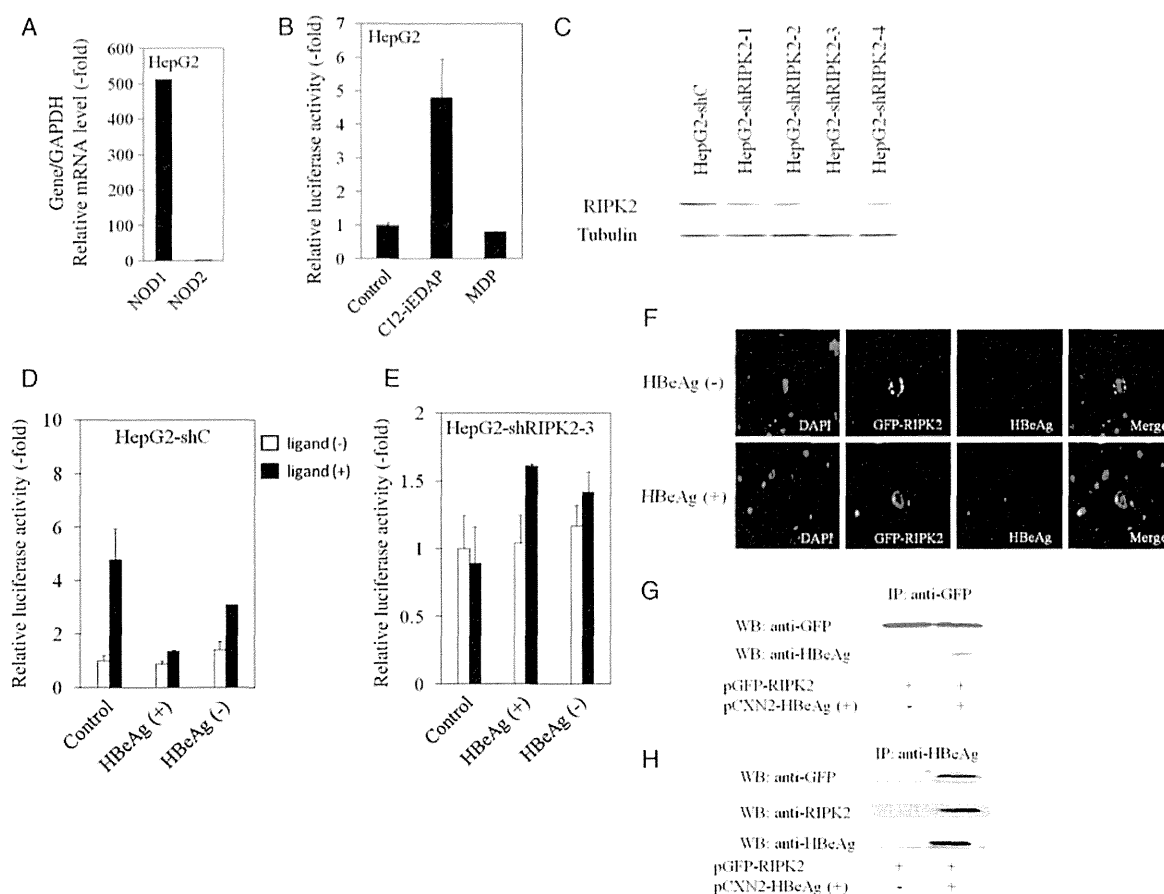 A
Gene/GAPDH
Relative mRNA level (-fold)
600
500
400
300
200
100
0
HepG2
NOD1
NOD2
B
Relative luciferase activity (-fold)
7
6
5
4
3
2
1
0
HepG2
Control
C12-iEDAP
MDP
C
HepG2-shC
HepG2-shRIPK2-1
HepG2-shRIPK2-2
HepG2-shRIPK2-3
HepG2-shRIPK2-4
RIPK2
Tubulin
D
Relative luciferase activity (-fold)
10
8
6
4
2
0
HepG2-shC
ligand (-)
ligand (+)
Control
HBeAg (+)
HBeAg (-)
E
Relative luciferase activity (-fold)
2
1.5
1
0.5
0
HepG2-shRIPK2-3
Control
HBeAg (+)
HBeAg (-)
F
HBeAg (-)
DAPI
GFP-RIPK2
HBeAg
Merge
HBeAg (+)
DAPI
GFP-RIPK2
HBeAg
Merge
G
IP: anti-GFP
WB: anti-GFP
WB: anti-HBeAg
pGFP-RIPK2 + +
pCXN2-HBeAg (+) - +
H
IP: anti-HBeAg
WB: anti-GFP
WB: anti-RIPK2
WB: anti-HBeAg
pGFP-RIPK2 + +
pCXN2-HBeAg (+) - +